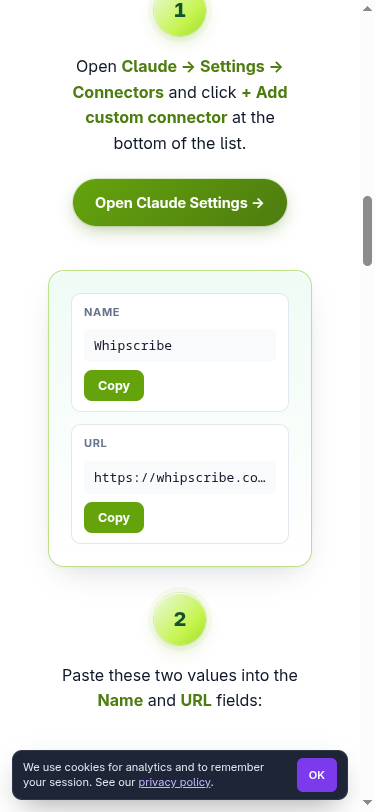 1
Open Claude → Settings →
Connectors and click + Add
custom connector at the
bottom of the list.
Open Claude Settings →
NAME
Whipscribe
Copy
URL
https://whipscribe.co…
Copy
2
Paste these two values into the
Name and URL fields:
We use cookies for analytics and to remember
your session. See our privacy policy.
OK